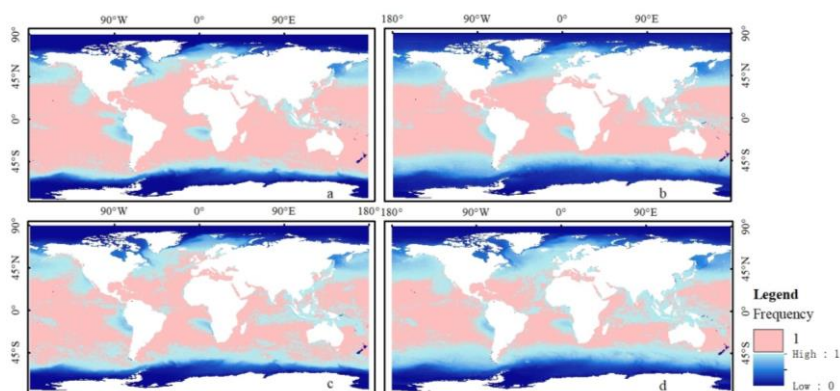 90°W 0° 90°E 180° 90°W 0° 90°E
90° 90°
45°N 45°N
0° 0°
45°S 45°S
a b
90°W 0° 90°E 180° 90°W 0° 90°E
90° 90°
45°N 45°N
0° 0°
45°S 45°S
c d
Legend
Frequency
1
High : 1
Low : 0